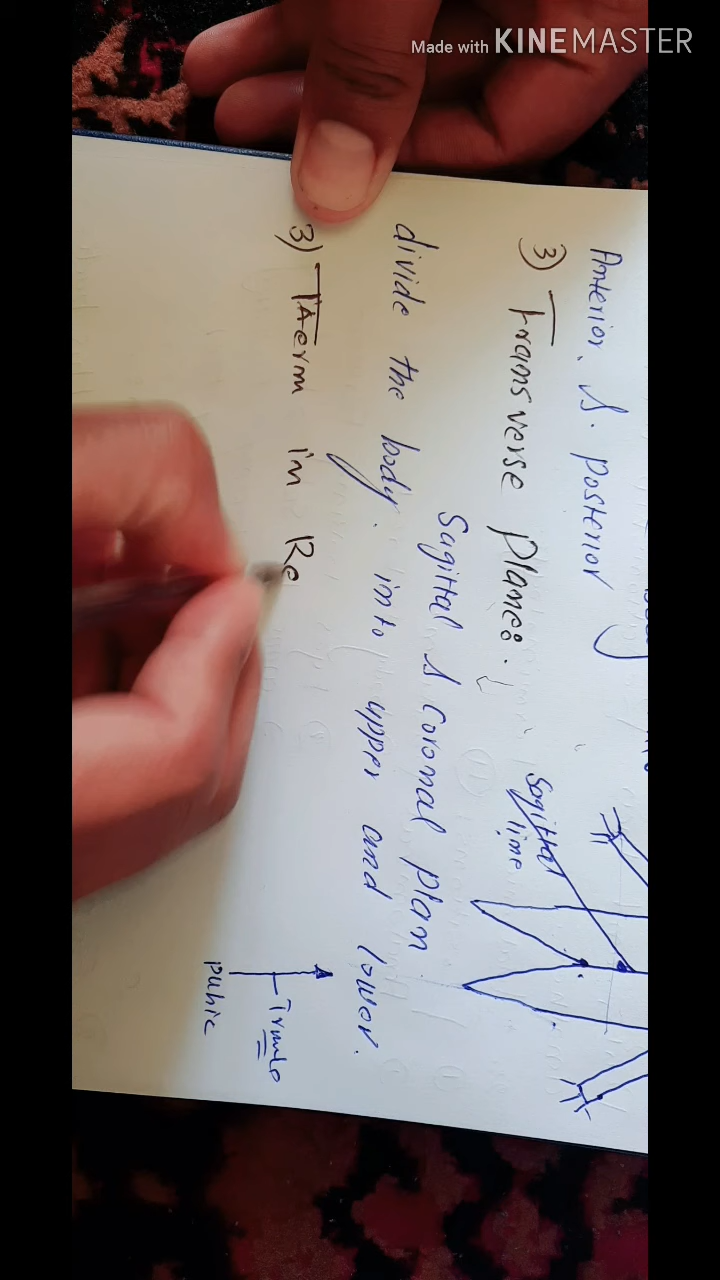 Made with KINEMASTER
Anterior. & posterior
3) Transverse Plane:
Sagittal & Coronal plan.
divide the body. into upper and lower.
3) Term in Re
Sagittal
line
pubic